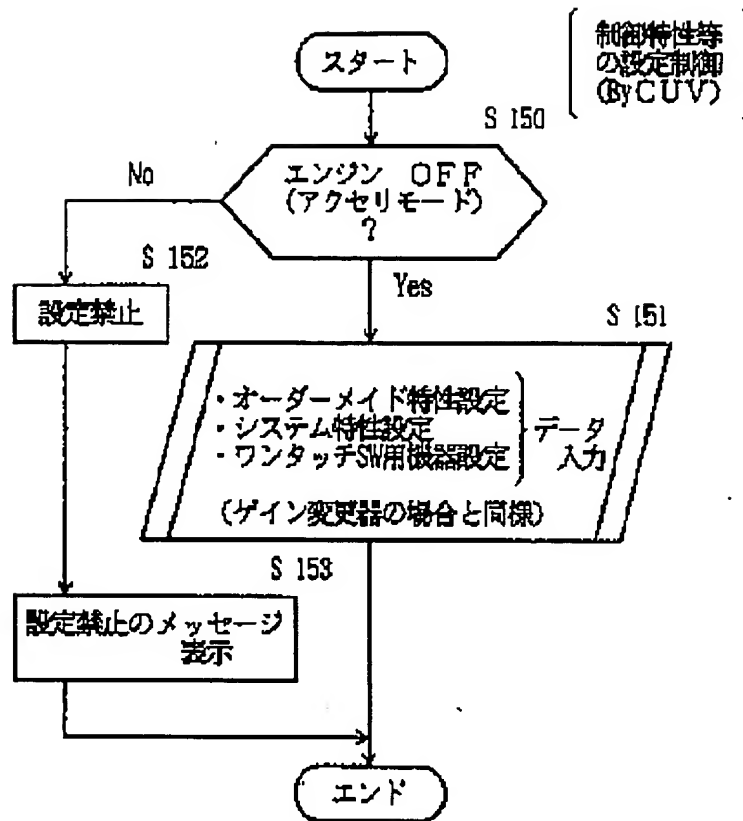 制御特性等
の設定制御
(By CUV)
スタート
S 150
エンジン OFF
(アクセリモード)
?
No
Yes
S 152
設定禁止
S 151
・オーダーメイド特性設定
・システム特性設定
・ワンタッチSW用機器設定
データ
入力
(ゲイン変更器の場合と同様)
S 153
設定禁止のメッセージ
表示
エンド